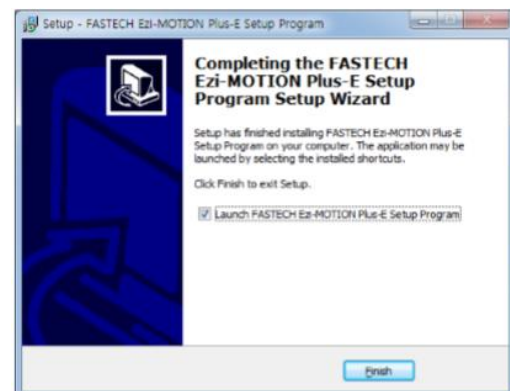 Setup - FASTECH Ezi-MOTION Plus-E Setup Program
Completing the FASTECH
Ezi-MOTION Plus-E Setup
Program Setup Wizard
Setup has finished installing FASTECH Ezi-MOTION Plus-E
Setup Program on your computer. The application may be
launched by selecting the installed shortcuts.
Click Finish to exit Setup.
Launch FASTECH Ezi-MOTION Plus-E Setup Program
Finish